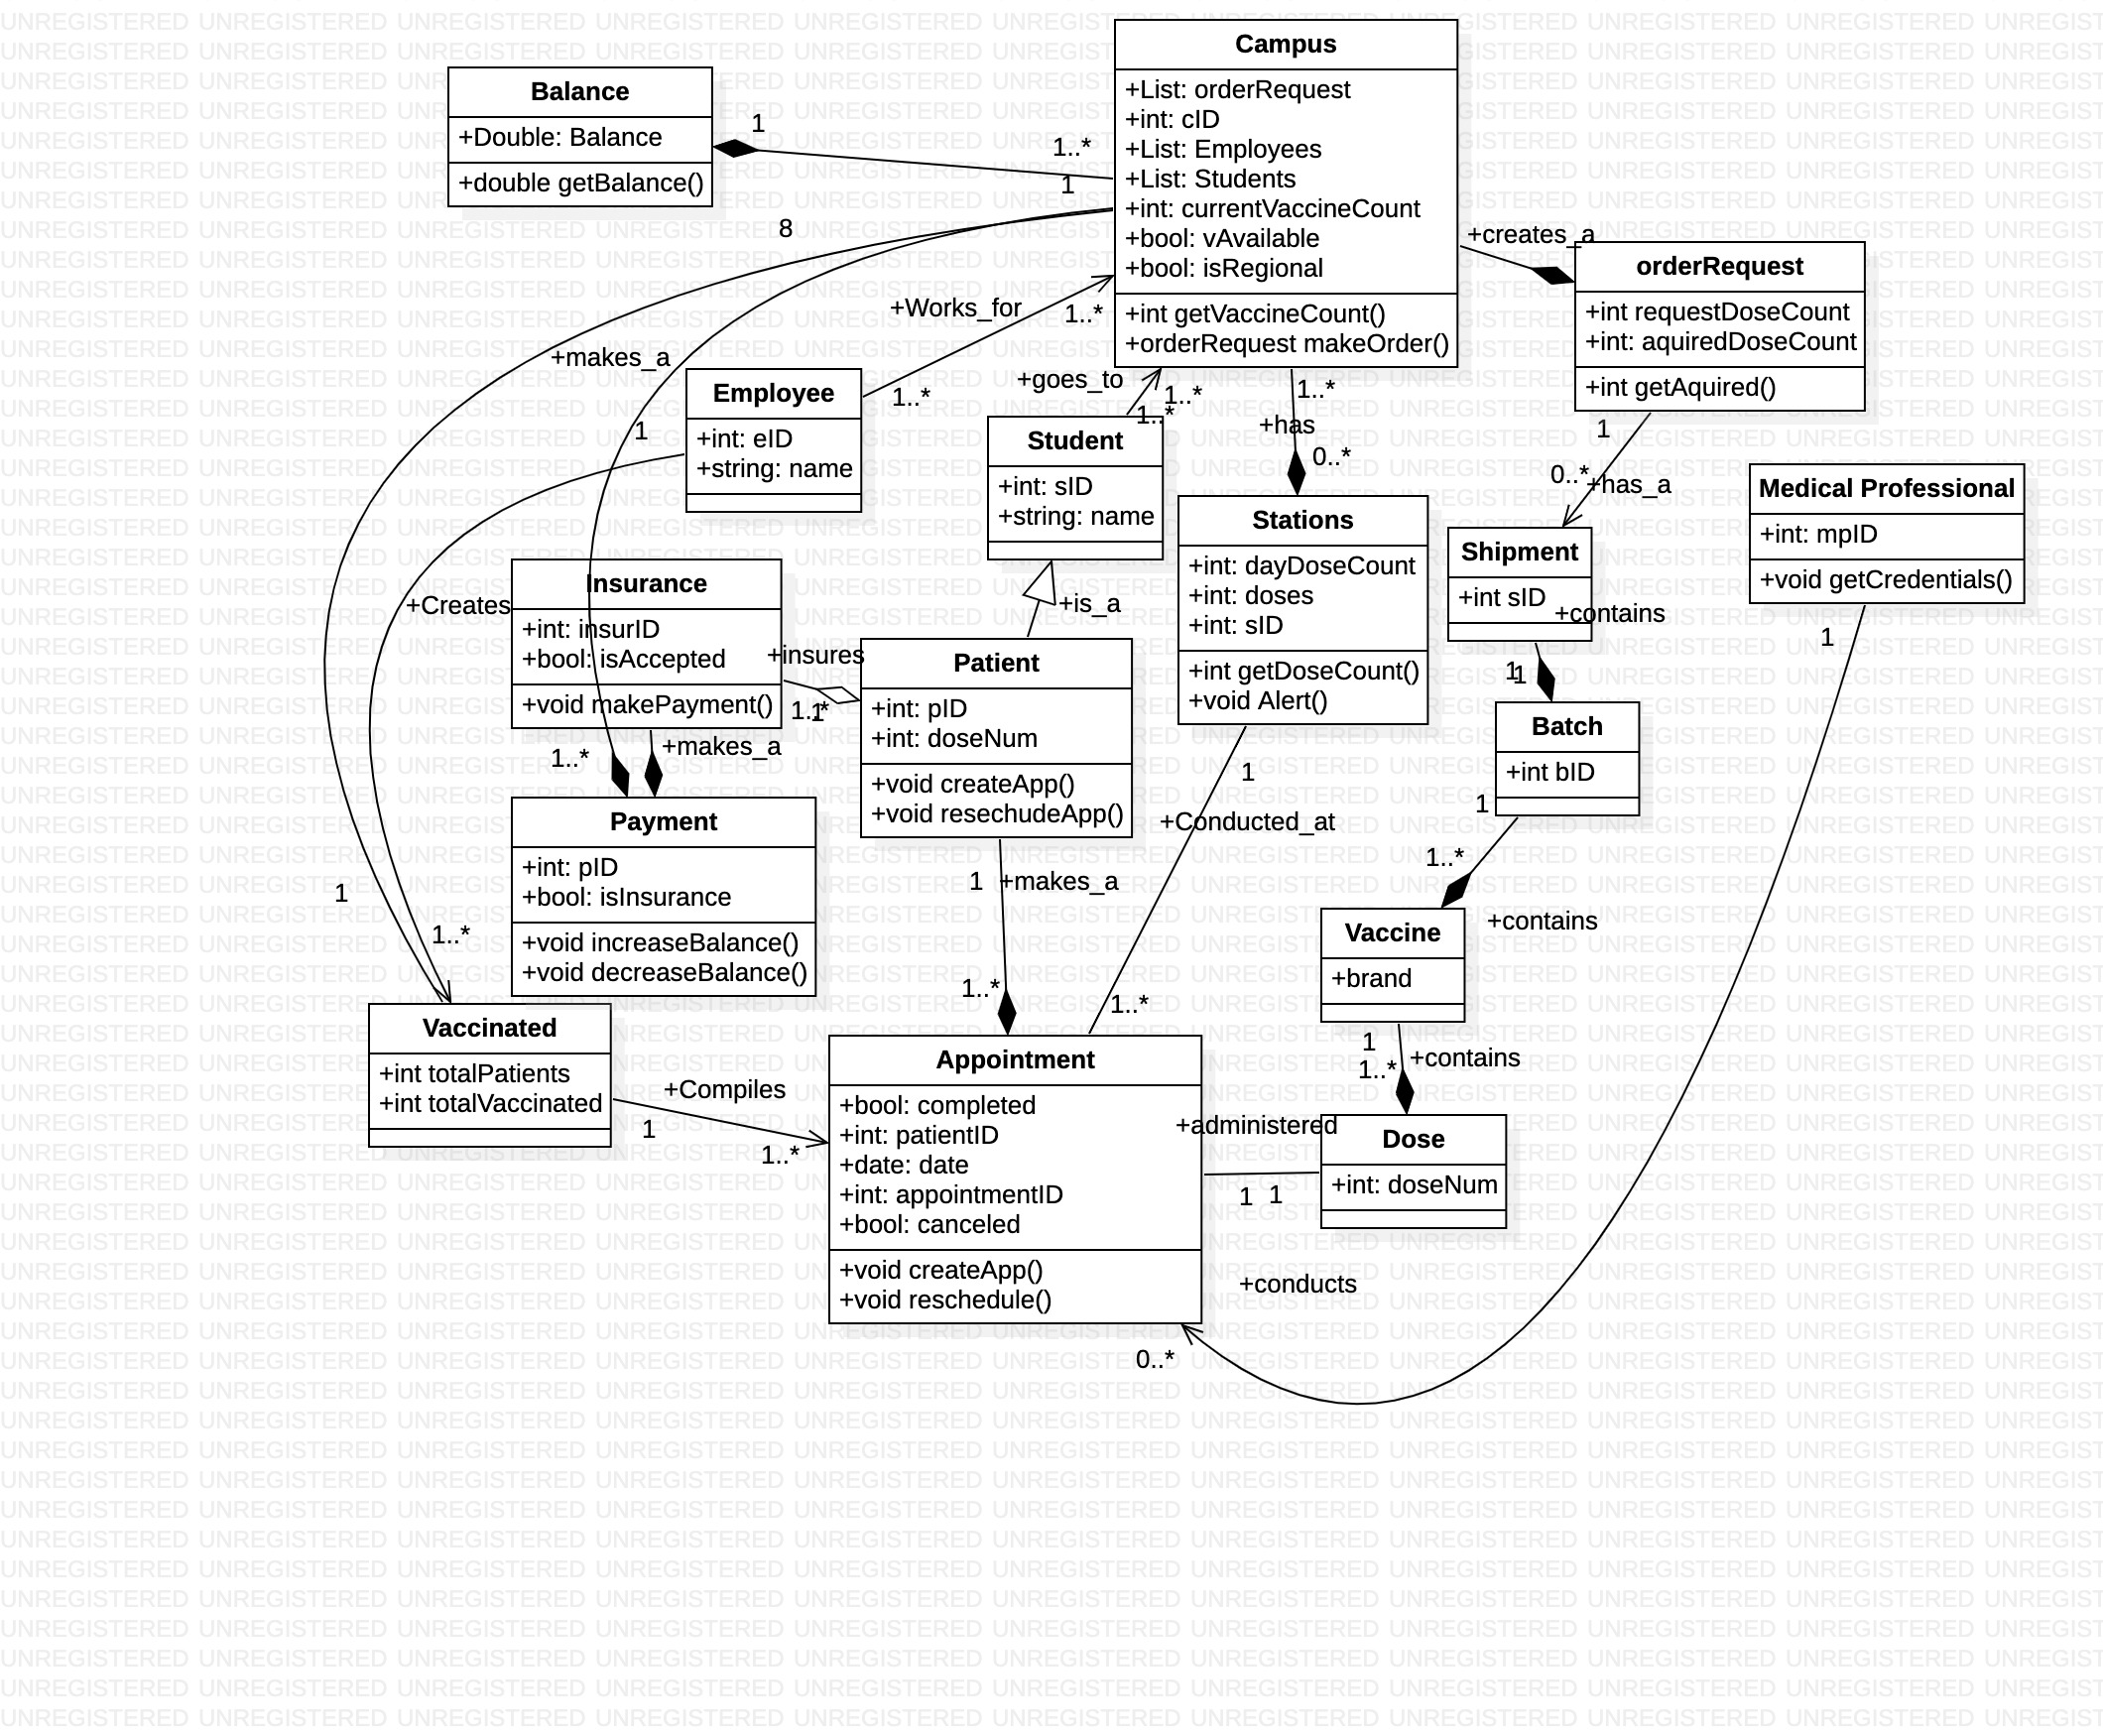 Campus
+List: orderRequest
+int: cID
+List: Employees
+List: Students
+int: currentVaccineCount
+bool: vAvailable
+bool: isRegional
+int getVaccineCount()
+orderRequest makeOrder()
Balance
+Double: Balance
+double getBalance()
1
1..*
1
8
+creates_a
orderRequest
+int requestDoseCount
+int: aquiredDoseCount
+int getAquired()
+Works_for
1..*
1..*
+makes_a
1
Employee
+int: eID
+string: name
+goes_to
1..*
1..*
Student
+int: sID
+string: name
1..*
+has
0..*
1
0..*
+has_a
Stations
+int: dayDoseCount
+int: doses
+int: sID
+int getDoseCount()
+void Alert()
Shipment
+int sID
+contains
1
1
Medical Professional
+int: mpID
+void getCredentials()
1
+Creates
Insurance
+int: insurID
+bool: isAccepted
+void makePayment()
+insures
1..*
1
+is_a
Patient
+int: pID
+int: doseNum
+void createApp()
+void resechudeApp()
Batch
+int bID
1
1..*
+contains
1..*
+makes_a
Payment
+int: pID
+bool: isInsurance
+void increaseBalance()
+void decreaseBalance()
1
+Conducted_at
1..*
1
+makes_a
1..*
Vaccine
+brand
1
1..*
+contains
1
1..*
Vaccinated
+int totalPatients
+int totalVaccinated
+Compiles
1
1..*
Appointment
+bool: completed
+int: patientID
+date: date
+int: appointmentID
+bool: canceled
+void createApp()
+void reschedule()
+administered
1 1
Dose
+int: doseNum
+conducts
0..*
UNREGISTERED